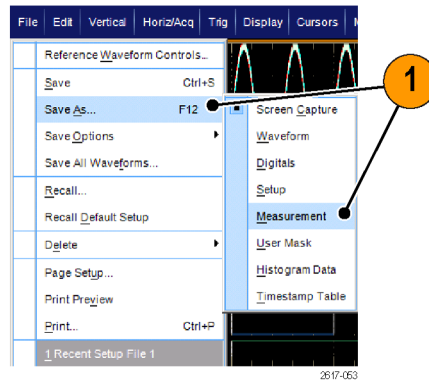 File Edit Vertical Horiz/Acq Trig Display Cursors
Reference Waveform Controls...
Save Ctrl+S
Save As... F12
Save Options
Save All Waveforms...
Recall...
Recall Default Setup
Delete
Page Setup...
Print Preview
Print... Ctrl+P
1 Recent Setup File 1
Screen Capture
Waveform
Digitals
Setup
Measurement
User Mask
Histogram Data
Timestamp Table
1
2617-053